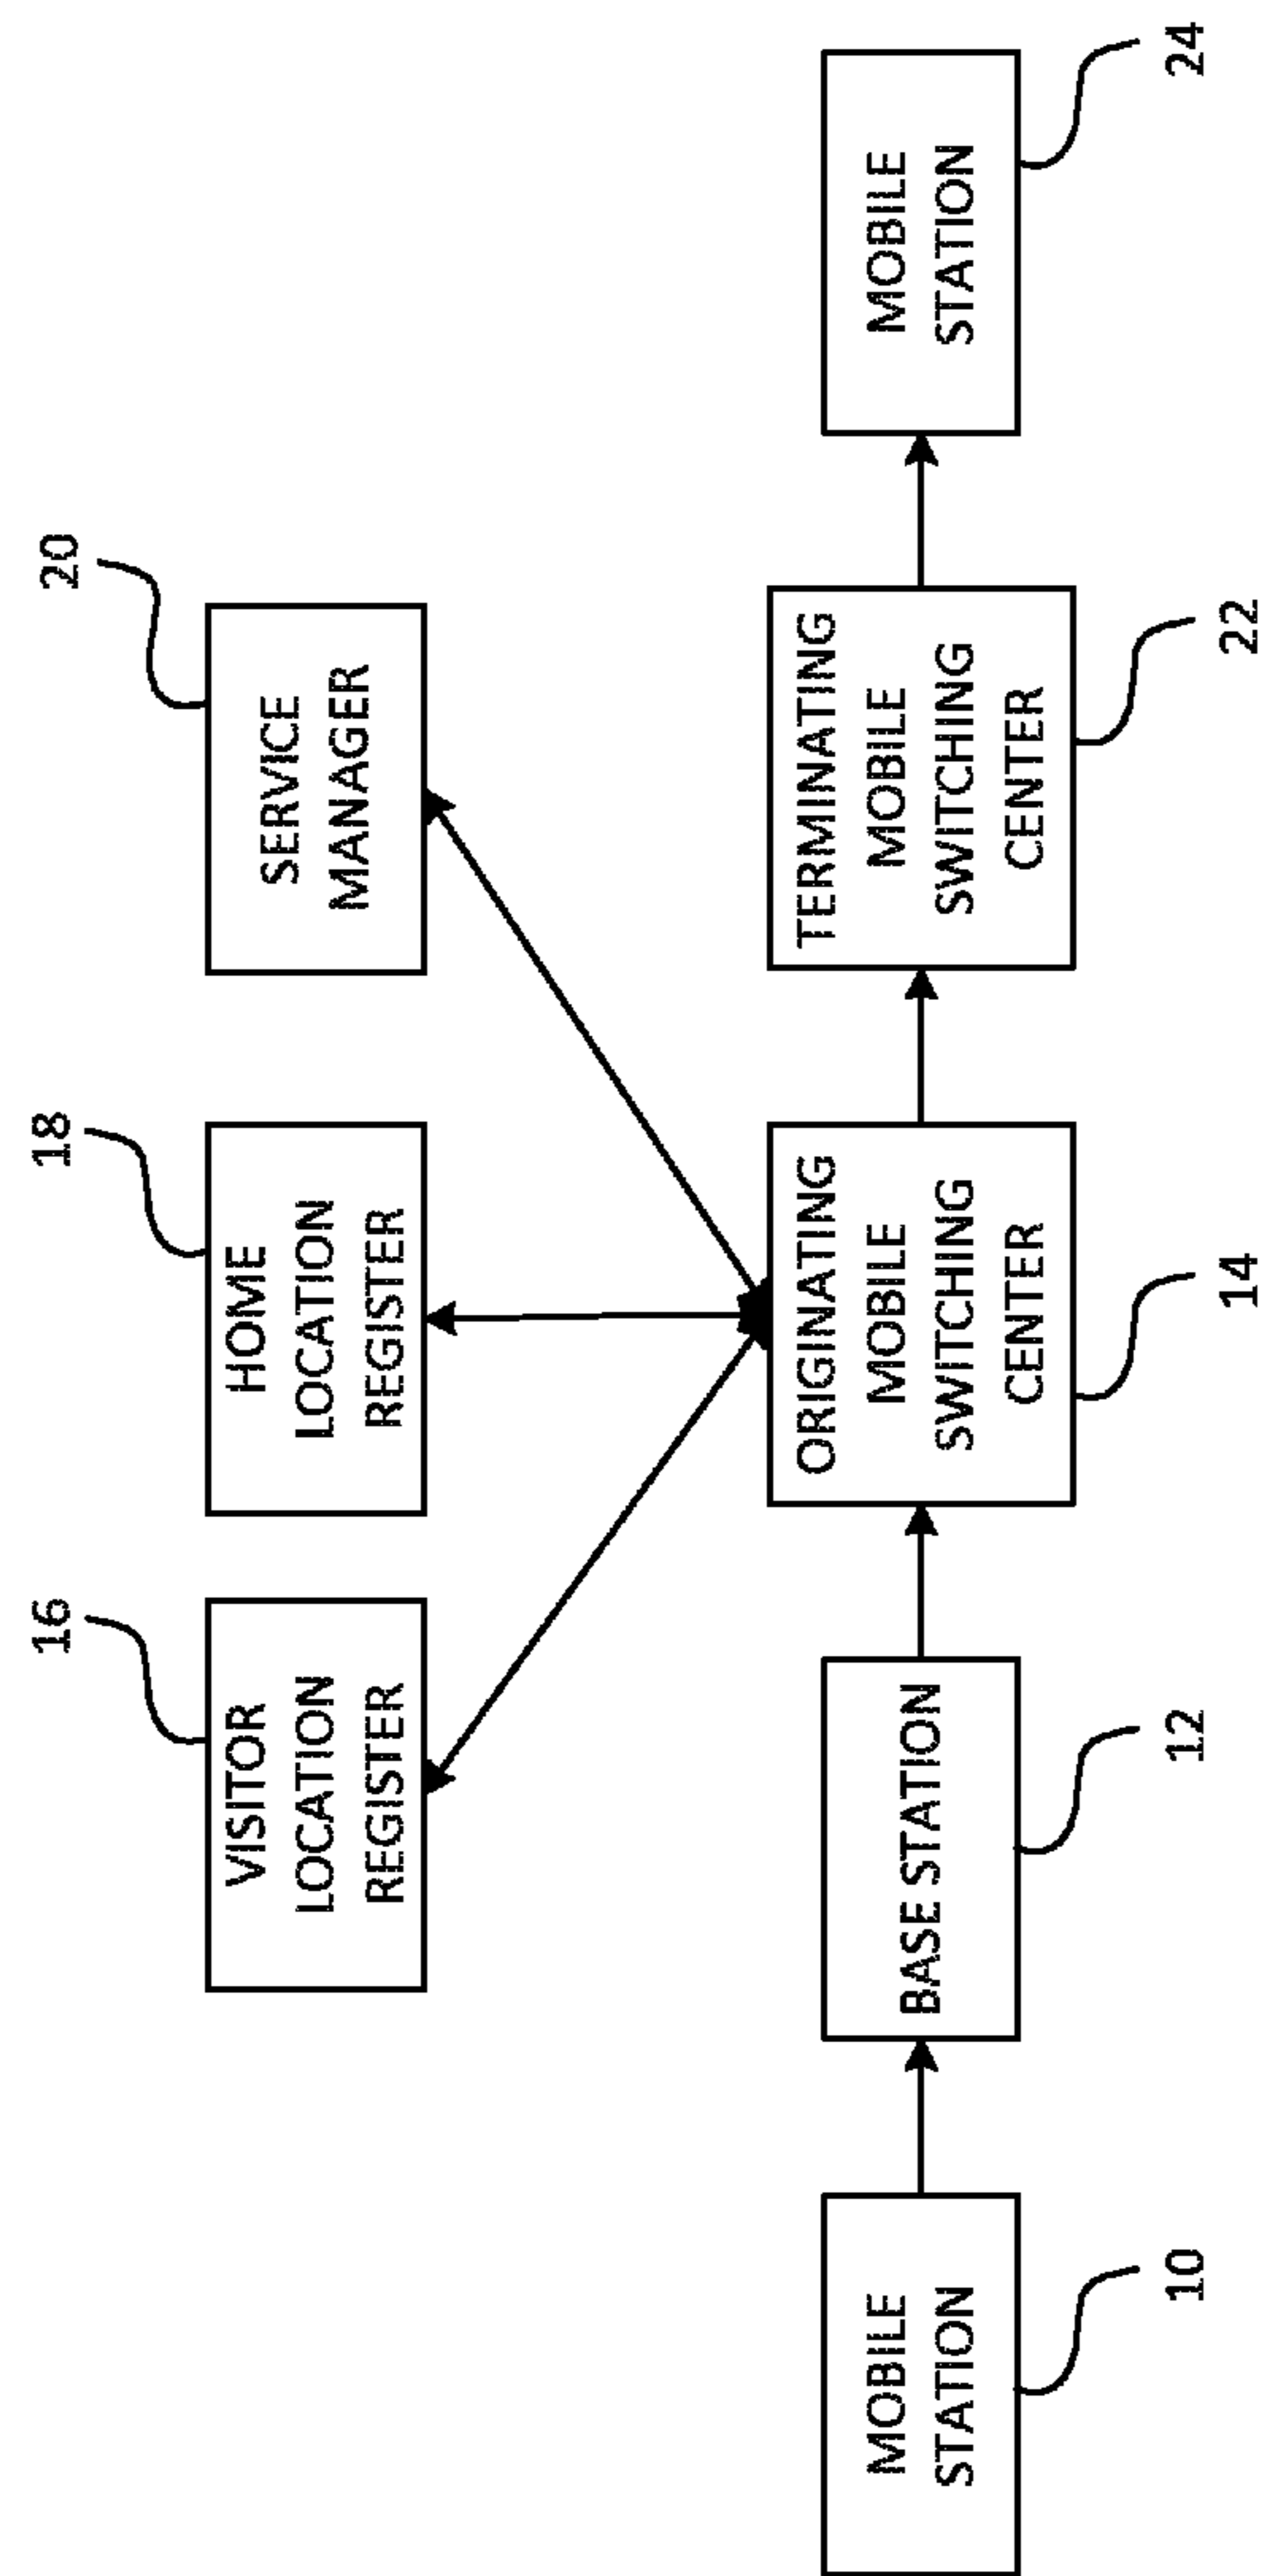 16
VISITOR
LOCATION
REGISTER
18
HOME
LOCATION
REGISTER
20
SERVICE
MANAGER
MOBILE
STATION
10
BASE STATION
12
ORIGINATING
MOBILE
SWITCHING
CENTER
14
TERMINATING
MOBILE
SWITCHING
CENTER
22
MOBILE
STATION
24